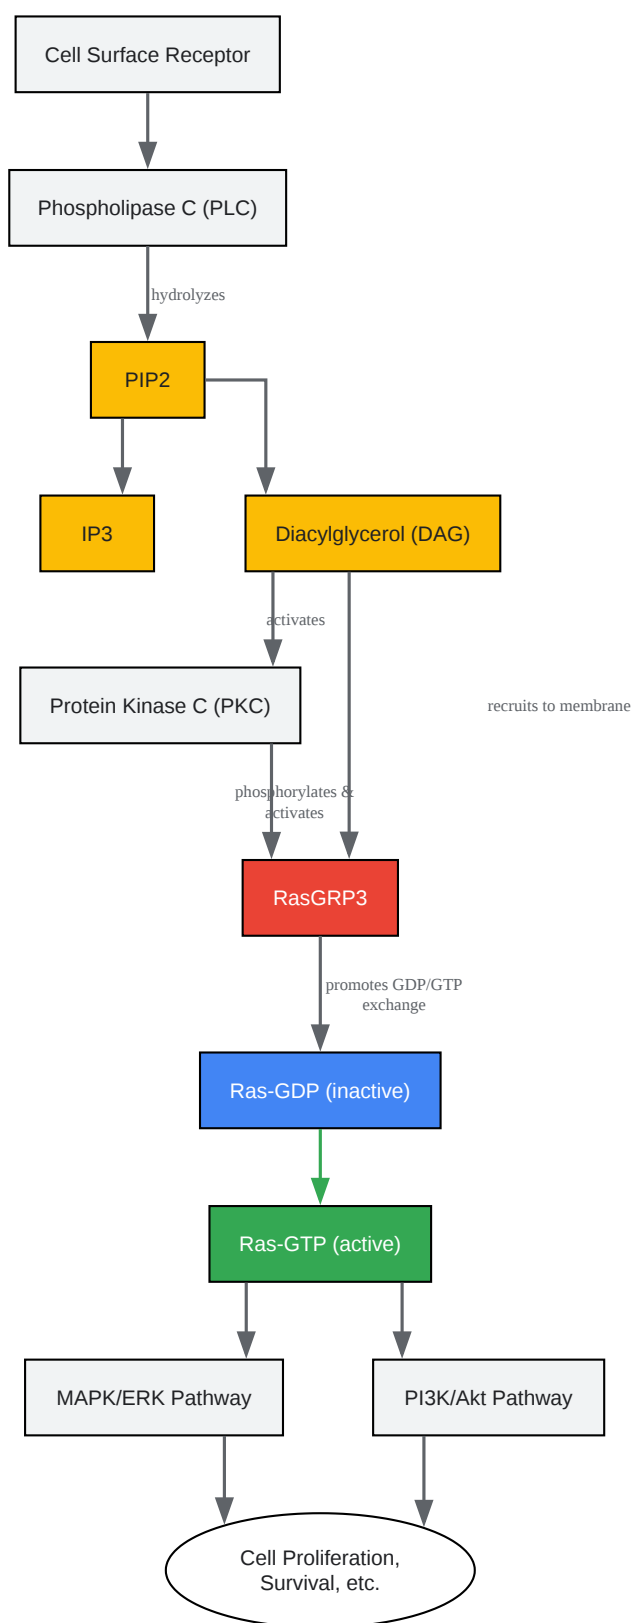 Cell Surface Receptor
Phospholipase C (PLC)
hydrolyzes
PIP2
IP3
Diacylglycerol (DAG)
activates
Protein Kinase C (PKC)
recruits to membrane
phosphorylates &
activates
RasGRP3
promotes GDP/GTP
exchange
Ras-GDP (inactive)
Ras-GTP (active)
MAPK/ERK Pathway
PI3K/Akt Pathway
Cell Proliferation,
Survival, etc.